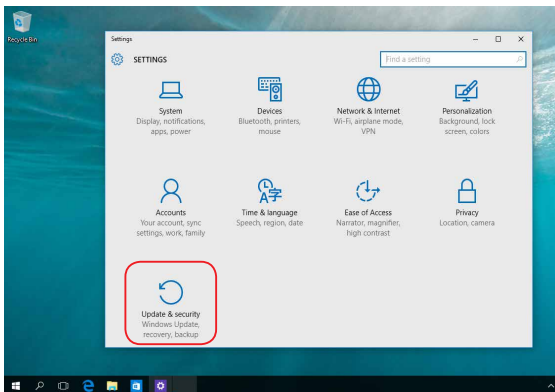 Recycle Bin
Settings
SETTINGS
Find a setting
System
Display, notifications,
apps, power
Devices
Bluetooth, printers,
mouse
Network & Internet
Wi-Fi, airplane mode,
VPN
Personalization
Background, lock
screen, colors
Accounts
Your account, sync
settings, work, family
Time & language
Speech, region, date
Ease of Access
Narrator, magnifier,
high contrast
Privacy
Location, camera
Update & security
Windows Update,
recovery, backup